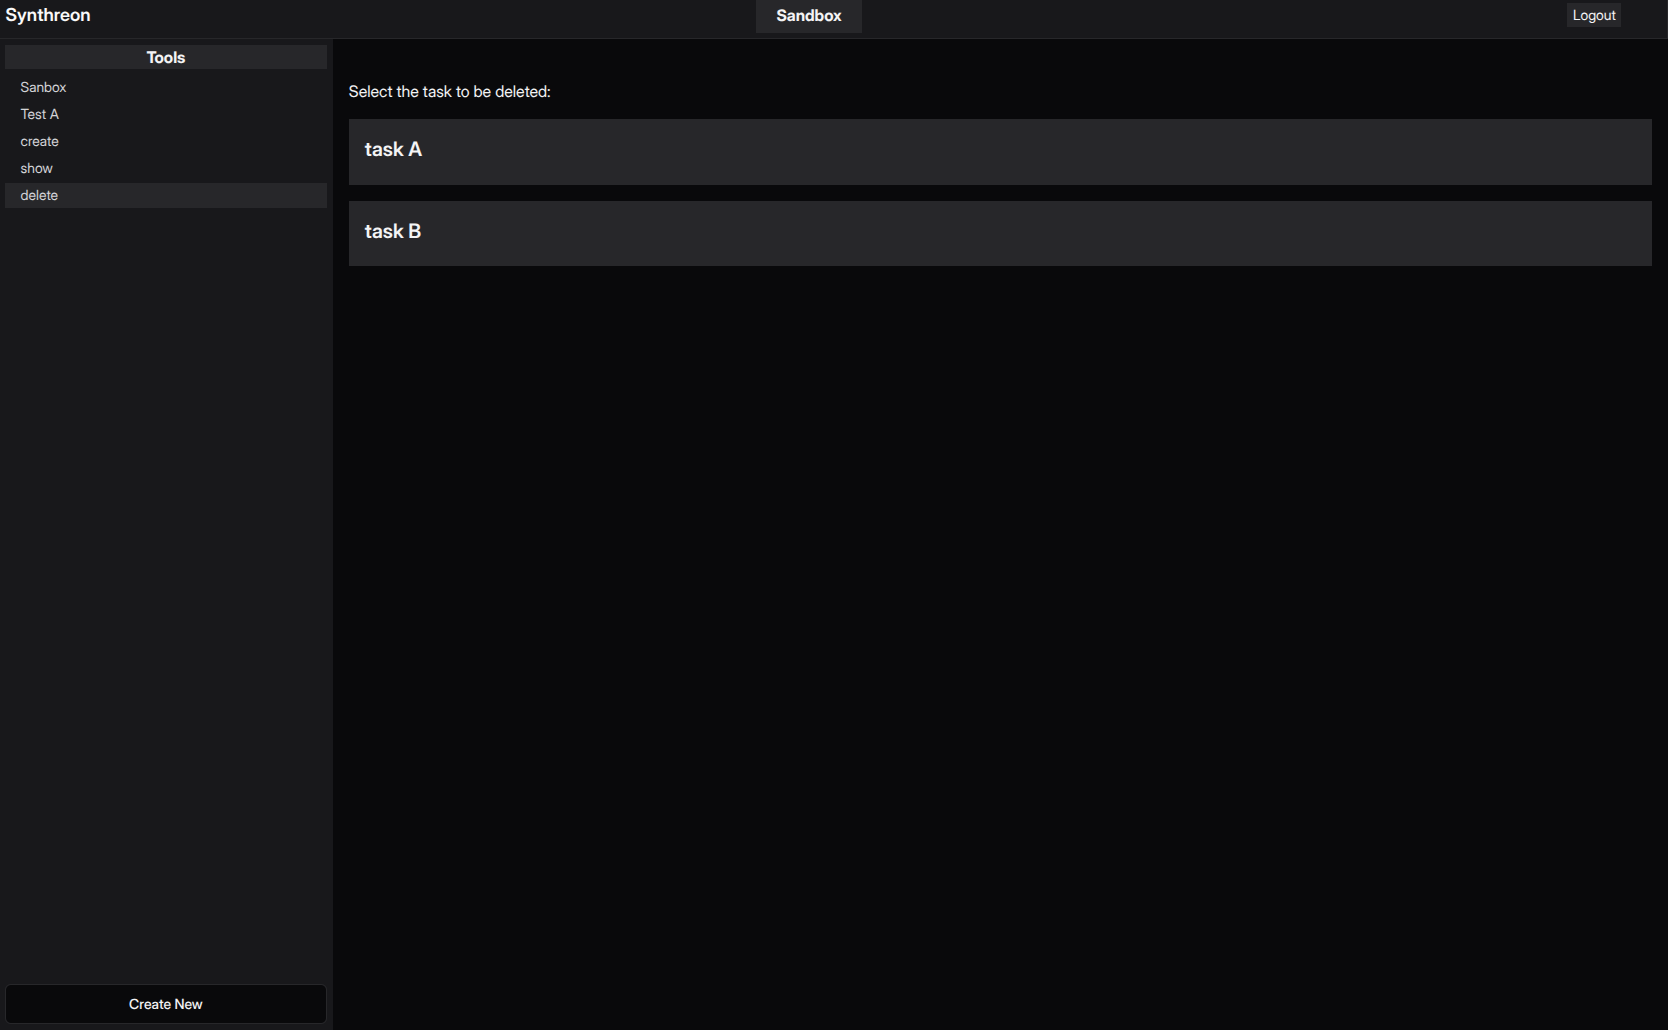 Synthreon
Sandbox
Logout
Tools
Sanbox
Test A
create
show
delete
Create New
Select the task to be deleted:
task A
task B